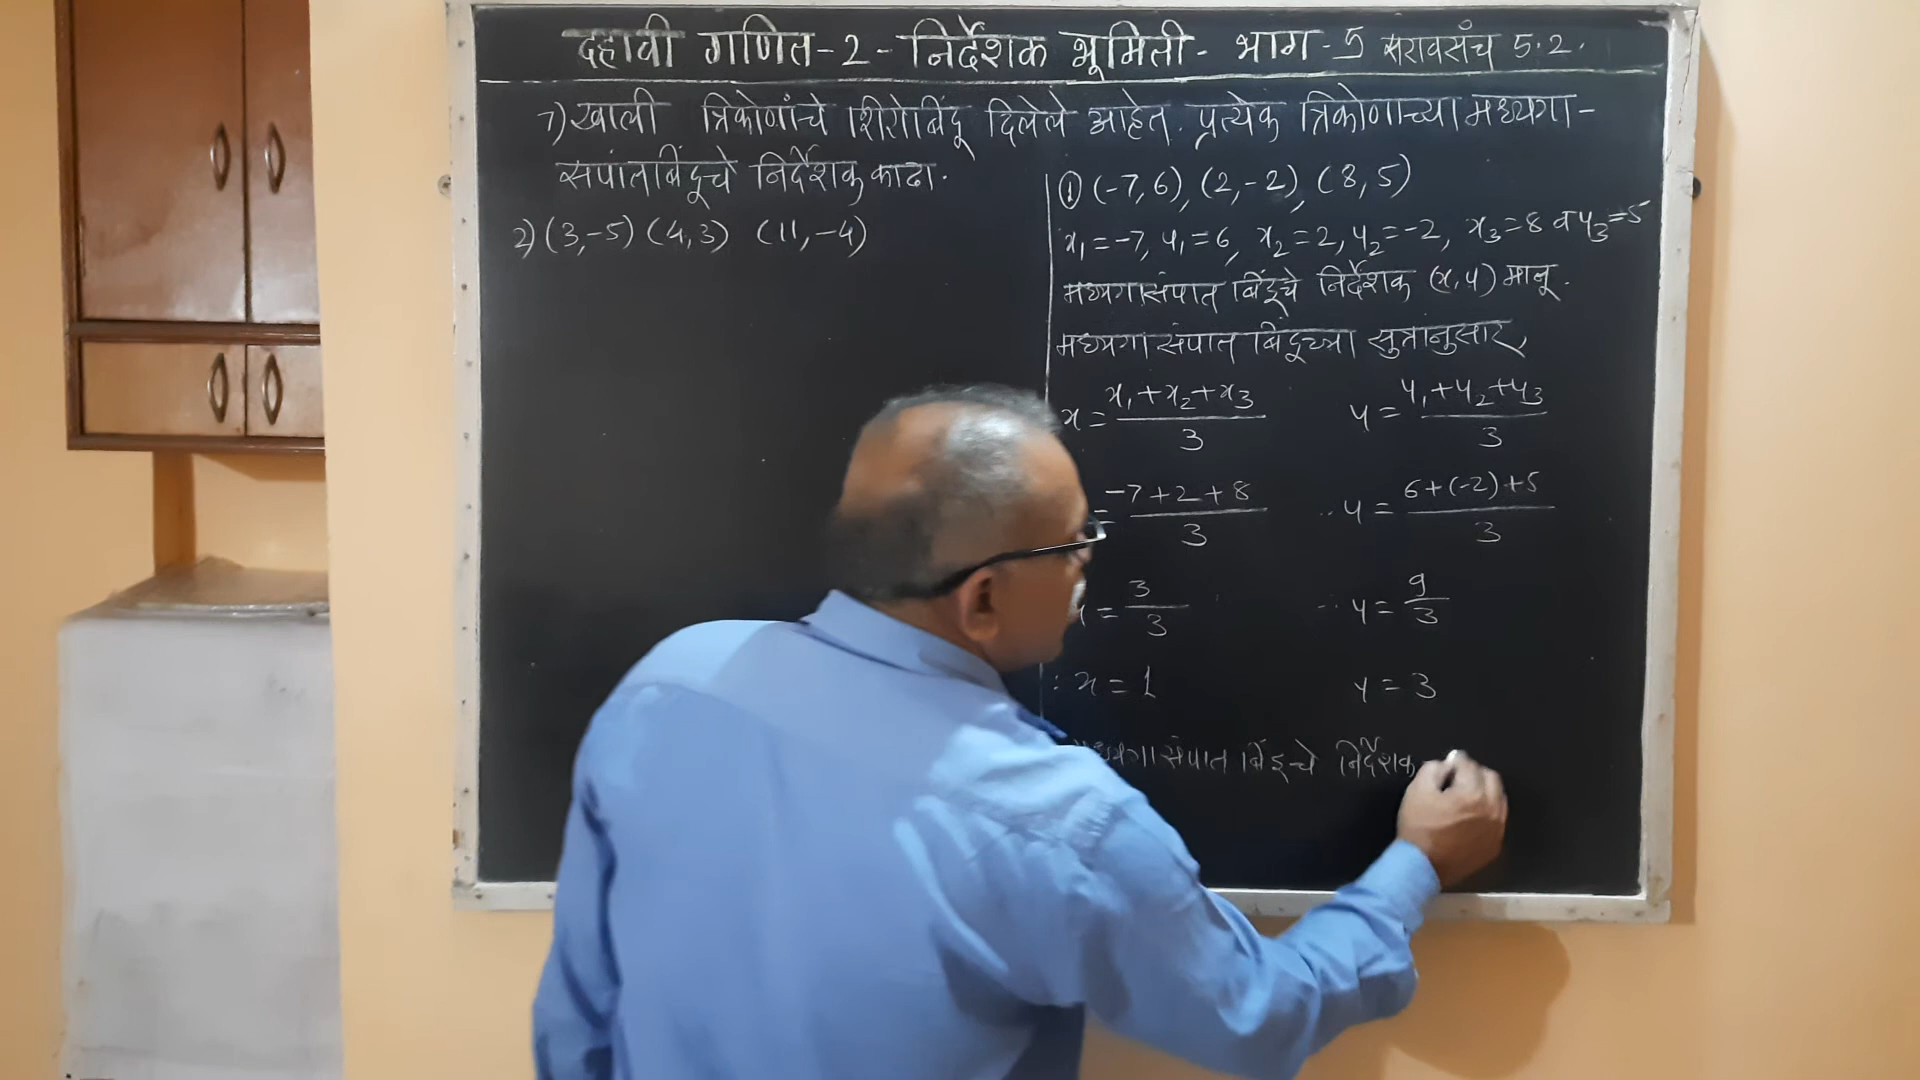 दहावी गणित-2-निर्देशक भूमिती- भाग-5 सरावसंच 5.2.
7) खाली त्रिकोणांचे शिरोबिंदू दिलेले आहेत. प्रत्येक त्रिकोणाच्या मध्यगा-
संपातबिंदूचे निर्देशक काढा.
2) (3,-5) (4,3) (11,-4)
① (-7,6), (2,-2), (8,5)
x₁=-7, y₁=6, x₂=2, y₂=-2, x₃=8 व y₃=5
मध्यगासंपात बिंदूचे निर्देशक (x,y) मानू.
मध्यगासंपात बिंदूच्या सुत्रानुसार,
x = (x₁+x₂+x₃)/3 y = (y₁+y₂+y₃)/3
= (-7+2+8)/3 ∴ y = (6+(-2)+5)/3
= 3/3 ∴ y = 9/3
∴ x = 1 y = 3
मध्यगासंपात बिंदूचे निर्देशक